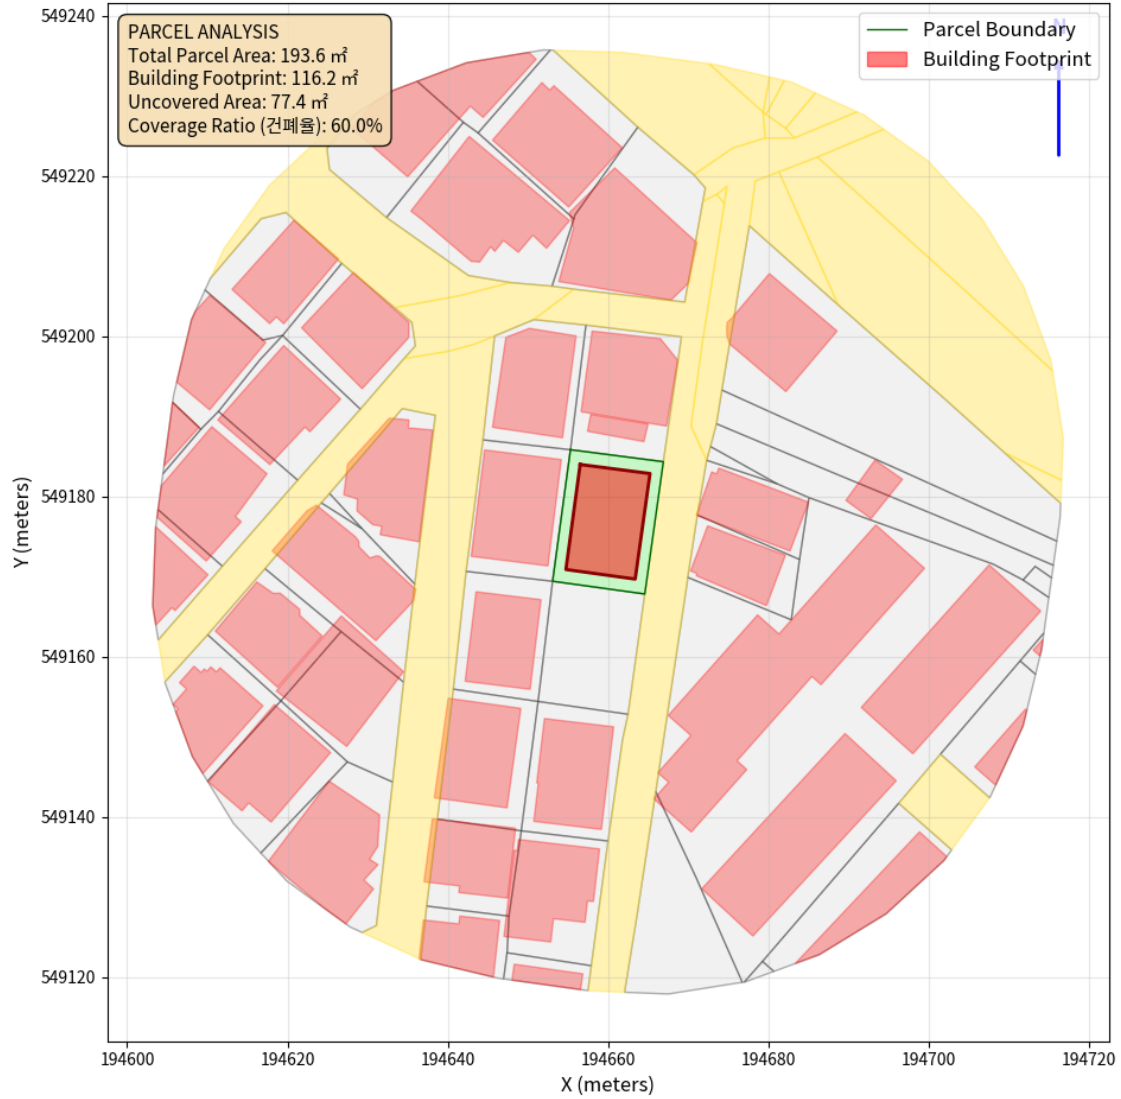 PARCEL ANALYSIS
Total Parcel Area: 193.6 ㎡
Building Footprint: 116.2 ㎡
Uncovered Area: 77.4 ㎡
Coverage Ratio (건폐율): 60.0%
Parcel Boundary
Building Footprint
N
549240
549220
549200
549180
549160
549140
549120
Y (meters)
194600
194620
194640
194660
194680
194700
194720
X (meters)